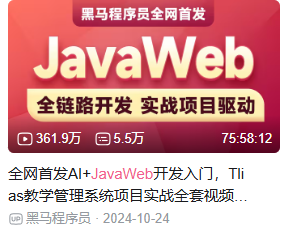 黑马程序员全网首发
JavaWeb
全链路开发 实战项目驱动
361.9万 5.5万 75:58:12
全网首发AI+JavaWeb开发入门，Tli
as教学管理系统项目实战全套视频...
UP 黑马程序员 · 2024-10-24